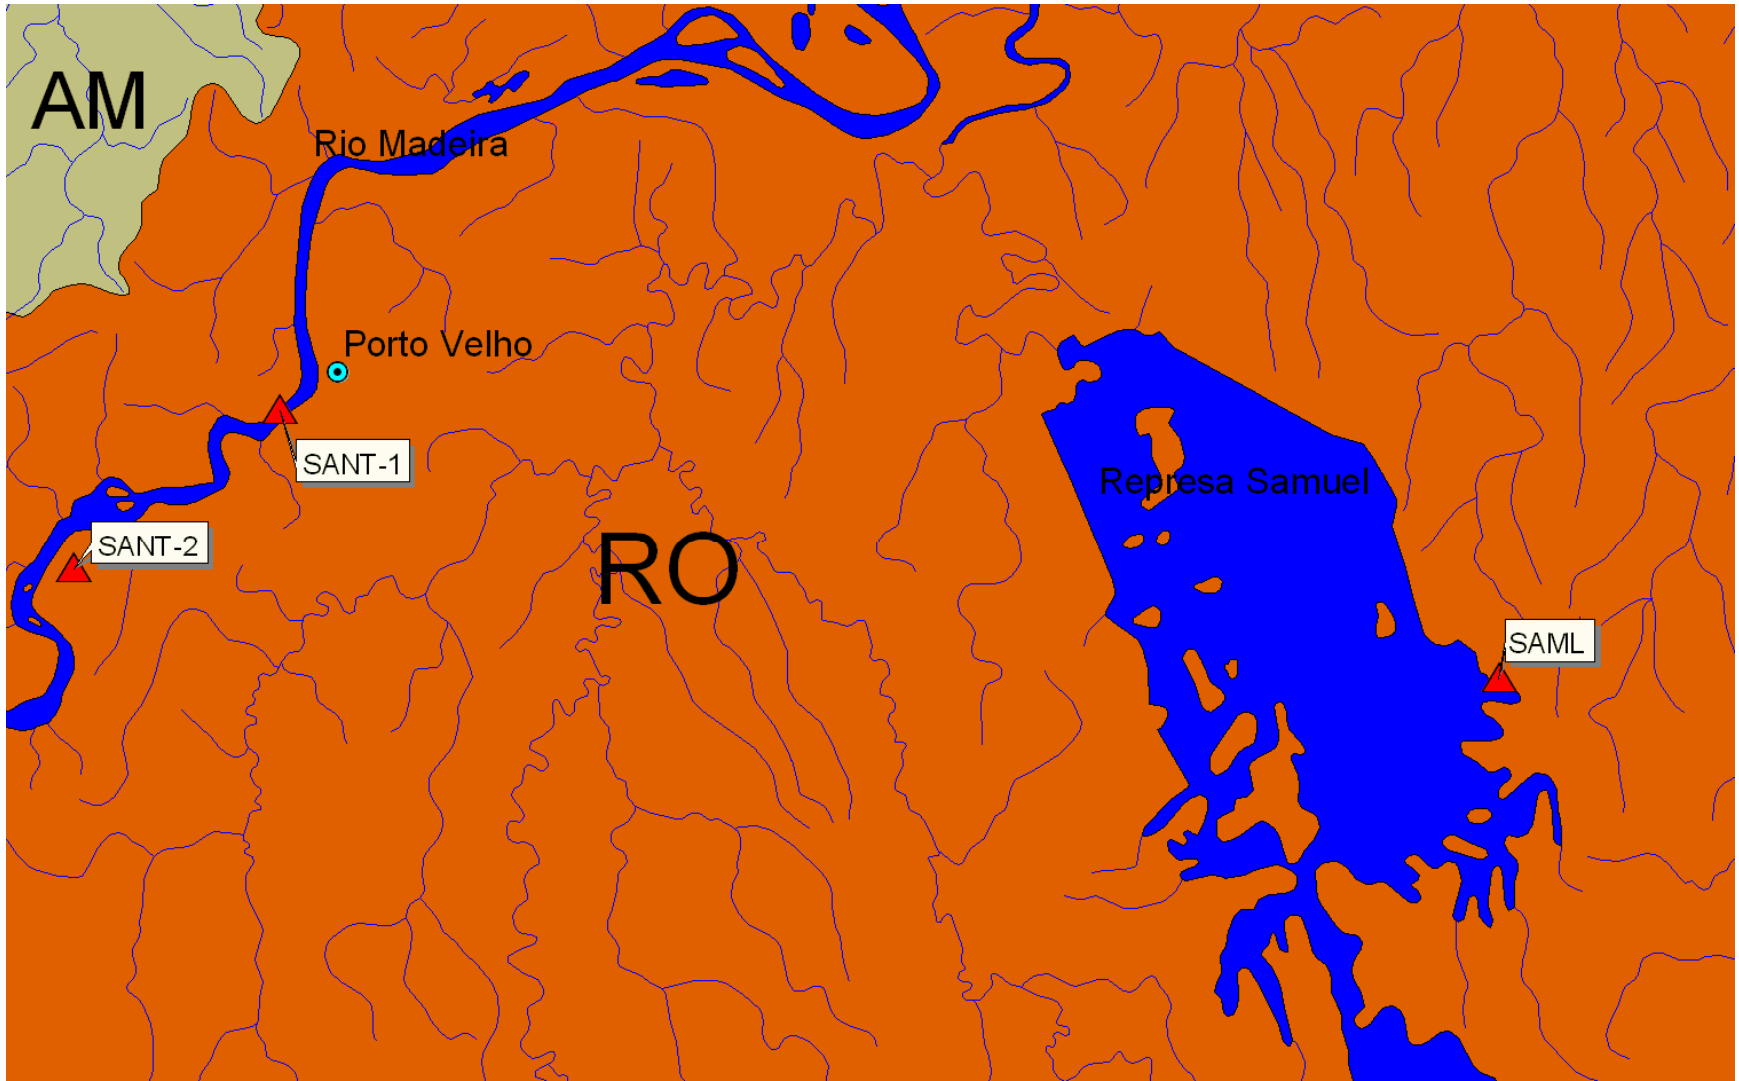 AM
Rio Madeira
Porto Velho
SANT-1
Represa Samuel
SANT-2
RO
SAML